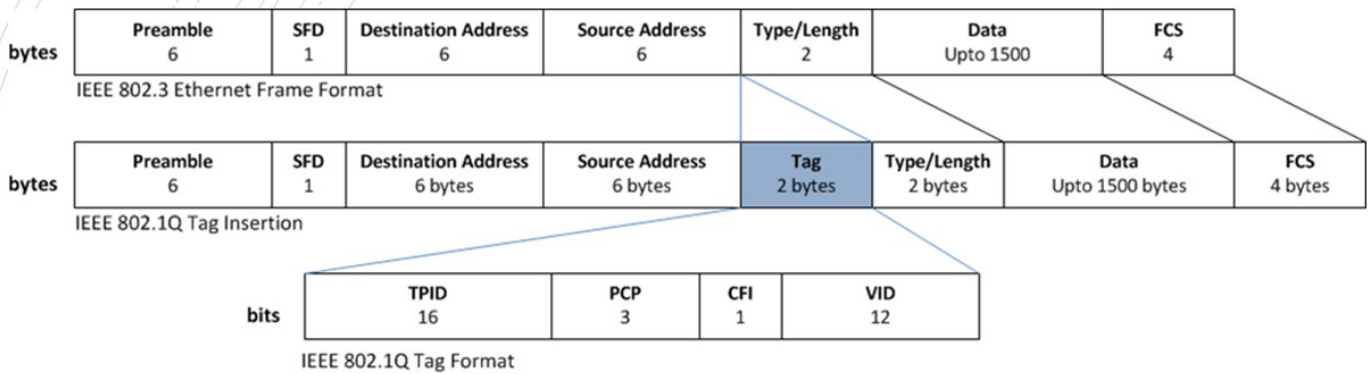 Preamble SFD Destination Address Source Address Type/Length Data FCS
bytes 6 1 6 6 2 Upto 1500 4
IEEE 802.3 Ethernet Frame Format
Preamble SFD Destination Address Source Address Tag Type/Length Data FCS
bytes 6 1 6 bytes 6 bytes 2 bytes 2 bytes Upto 1500 bytes 4 bytes
IEEE 802.1Q Tag Insertion
TPID PCP CFI VID
bits 16 3 1 12
IEEE 802.1Q Tag Format